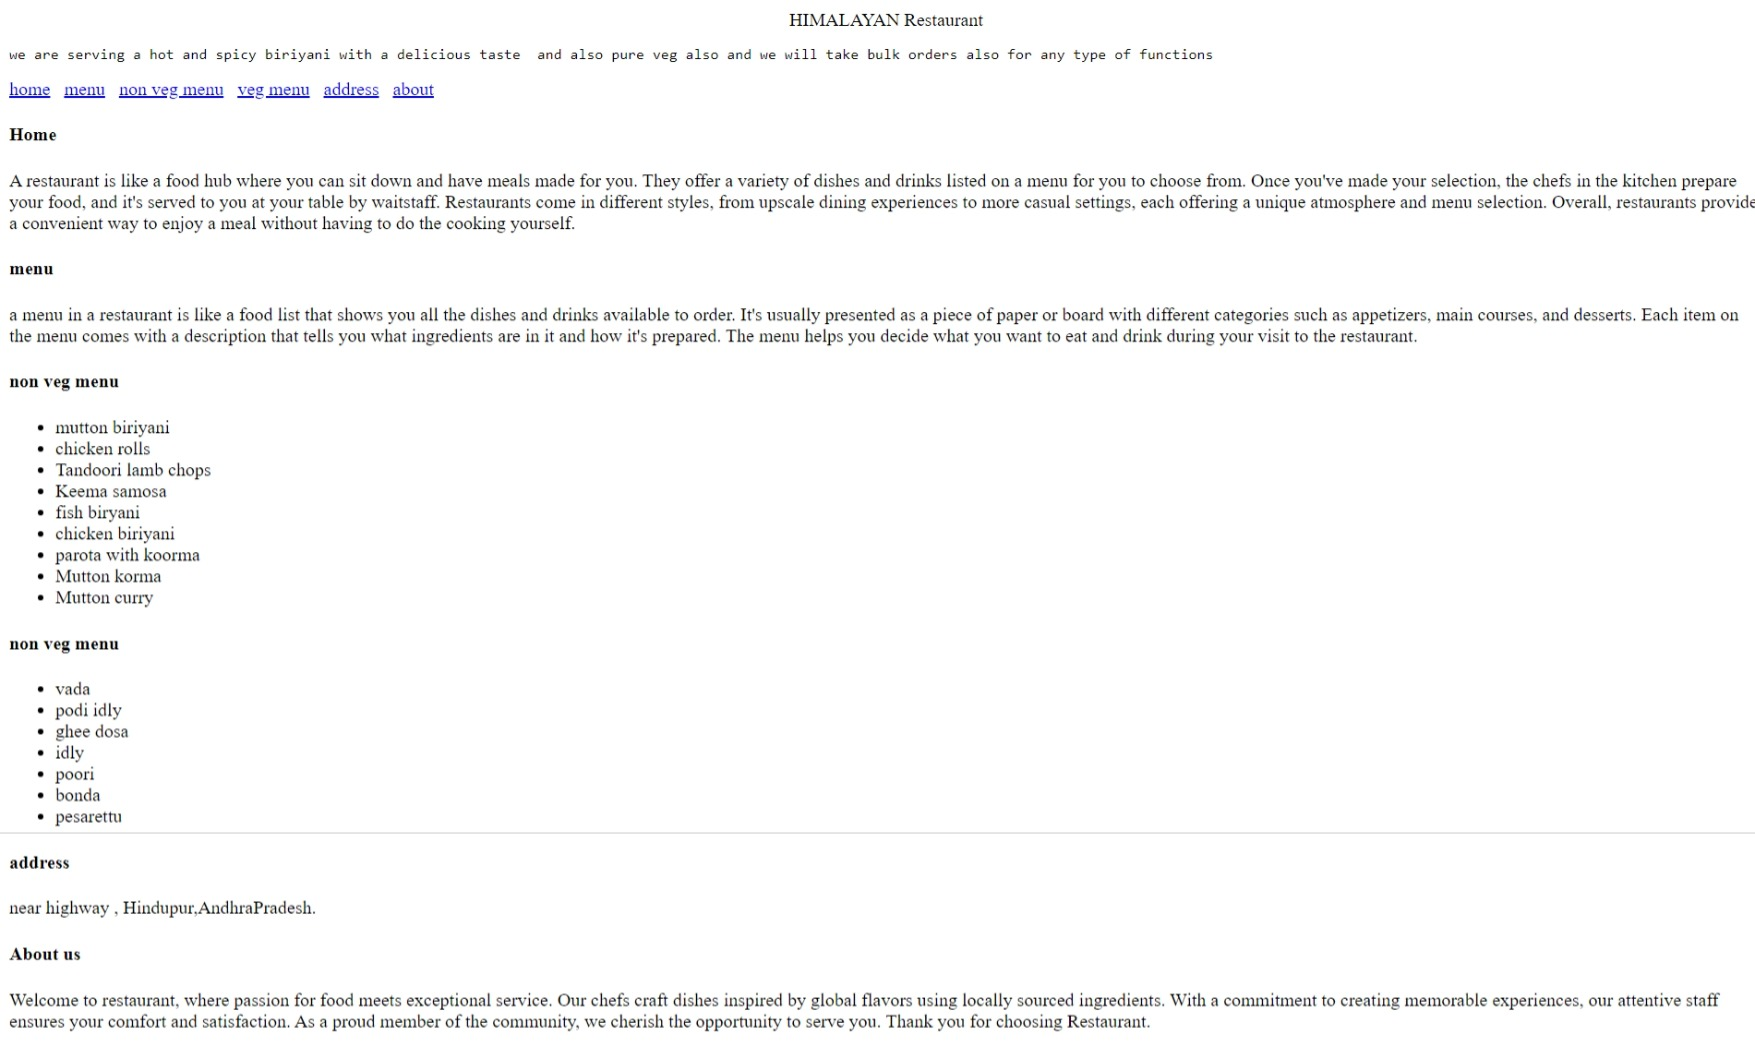 HIMALAYAN Restaurant
we are serving a hot and spicy biriyani with a delicious taste  and also pure veg also and we will take bulk orders also for any type of functions
home menu non veg menu veg menu address about
Home
A restaurant is like a food hub where you can sit down and have meals made for you. They offer a variety of dishes and drinks listed on a menu for you to choose from. Once you've made your selection, the chefs in the kitchen prepare
your food, and it's served to you at your table by waitstaff. Restaurants come in different styles, from upscale dining experiences to more casual settings, each offering a unique atmosphere and menu selection. Overall, restaurants provide
a convenient way to enjoy a meal without having to do the cooking yourself.
menu
a menu in a restaurant is like a food list that shows you all the dishes and drinks available to order. It's usually presented as a piece of paper or board with different categories such as appetizers, main courses, and desserts. Each item on
the menu comes with a description that tells you what ingredients are in it and how it's prepared. The menu helps you decide what you want to eat and drink during your visit to the restaurant.
non veg menu
• mutton biriyani
• chicken rolls
• Tandoori lamb chops
• Keema samosa
• fish biryani
• chicken biriyani
• parota with koorma
• Mutton korma
• Mutton curry
non veg menu
• vada
• podi idly
• ghee dosa
• idly
• poori
• bonda
• pesarettu
address
near highway , Hindupur,AndhraPradesh.
About us
Welcome to restaurant, where passion for food meets exceptional service. Our chefs craft dishes inspired by global flavors using locally sourced ingredients. With a commitment to creating memorable experiences, our attentive staff
ensures your comfort and satisfaction. As a proud member of the community, we cherish the opportunity to serve you. Thank you for choosing Restaurant.